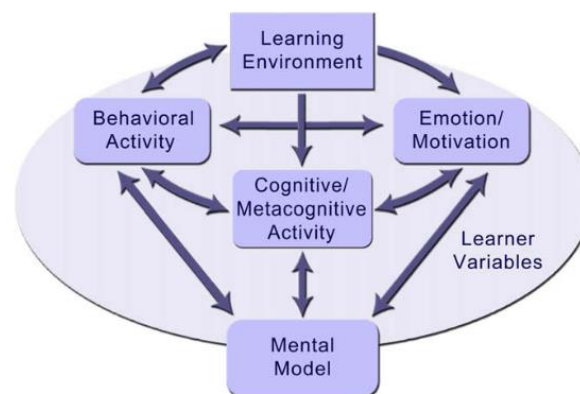 Learning
Environment
Behavioral
Activity
Emotion/
Motivation
Cognitive/
Metacognitive
Activity
Learner
Variables
Mental
Model